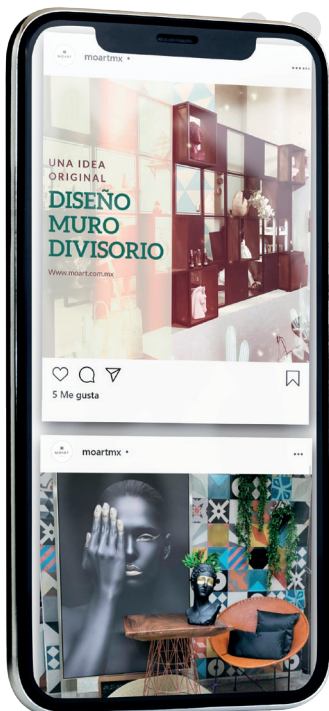 moartmx •
UNA IDEA
ORIGINAL
DISEÑO
MURO
DIVISORIO
Www.moart.com.mx
5 Me gusta
moartmx •